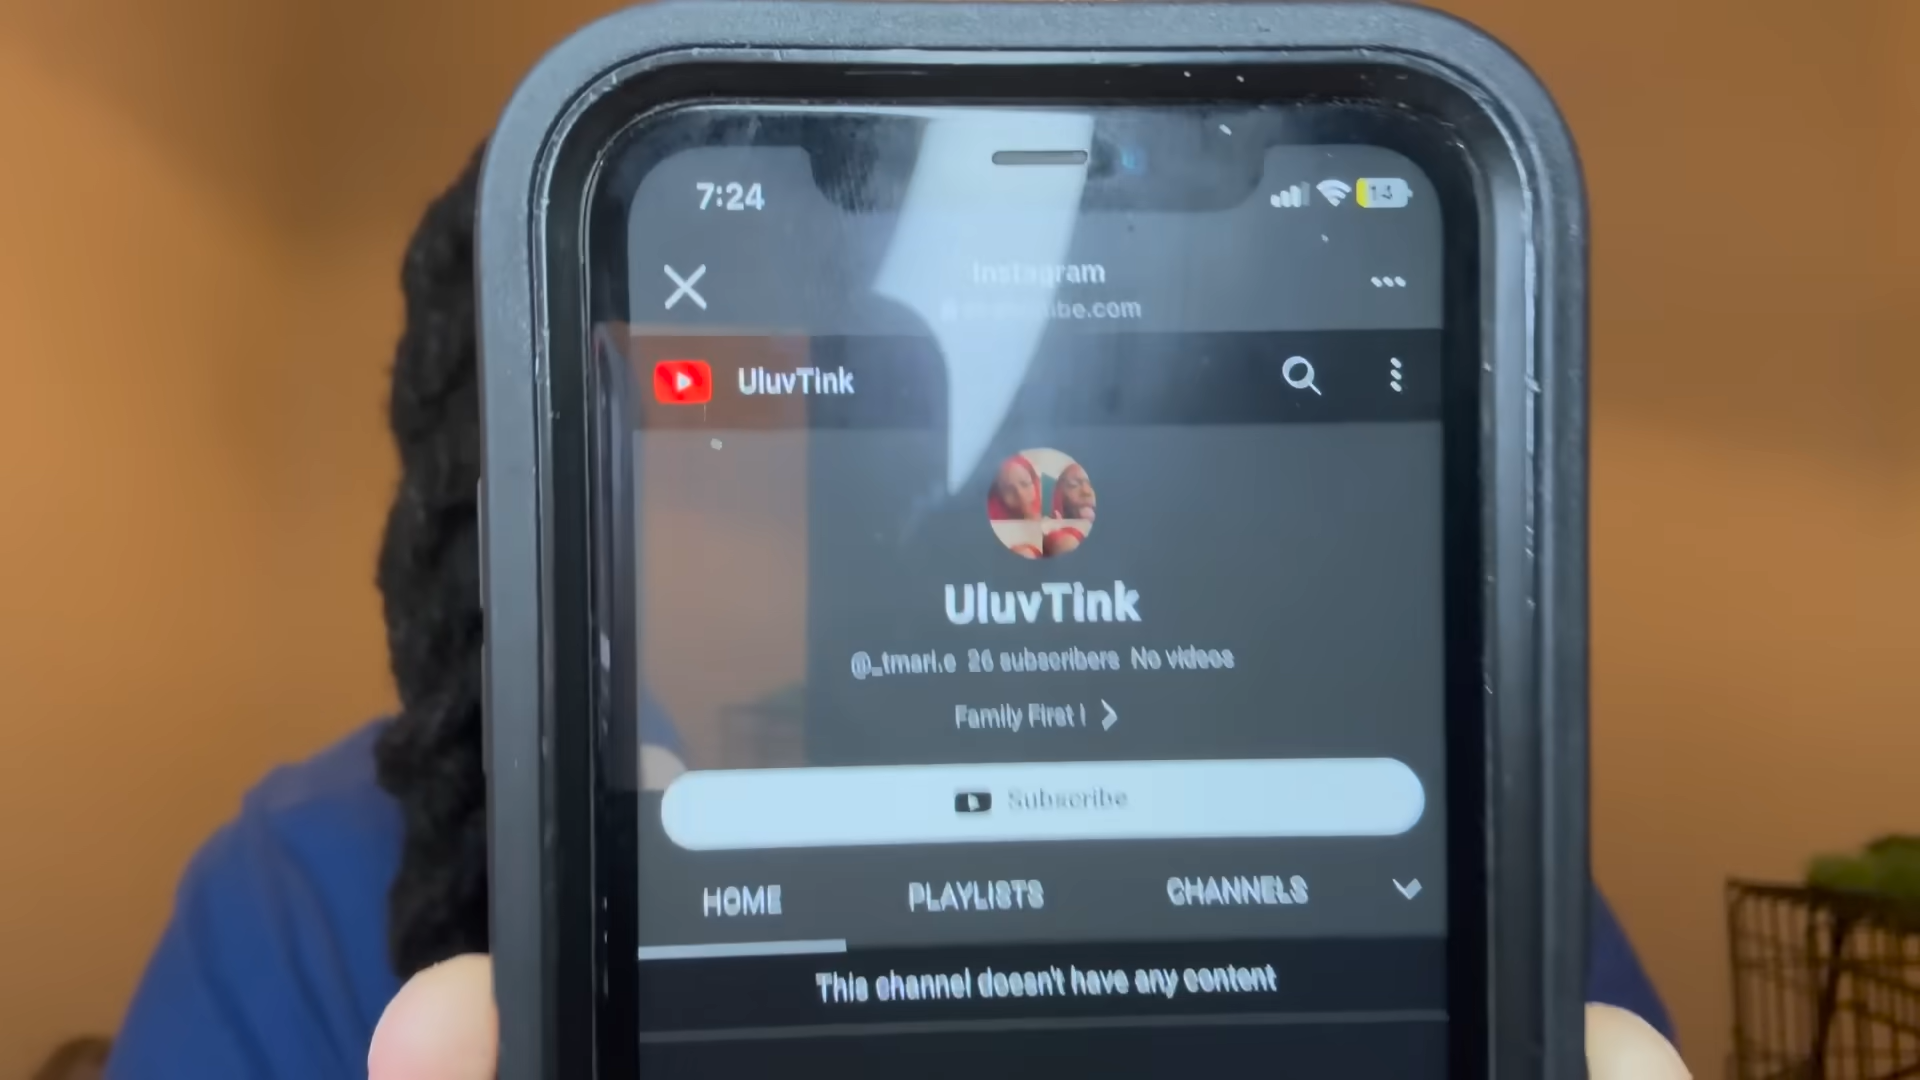 7:24
14
Instagram
UluvTink
UluvTink
@_tmari.e 26 subscribers No videos
Family First !
Subscribe
HOME PLAYLISTS CHANNELS
This channel doesn't have any content